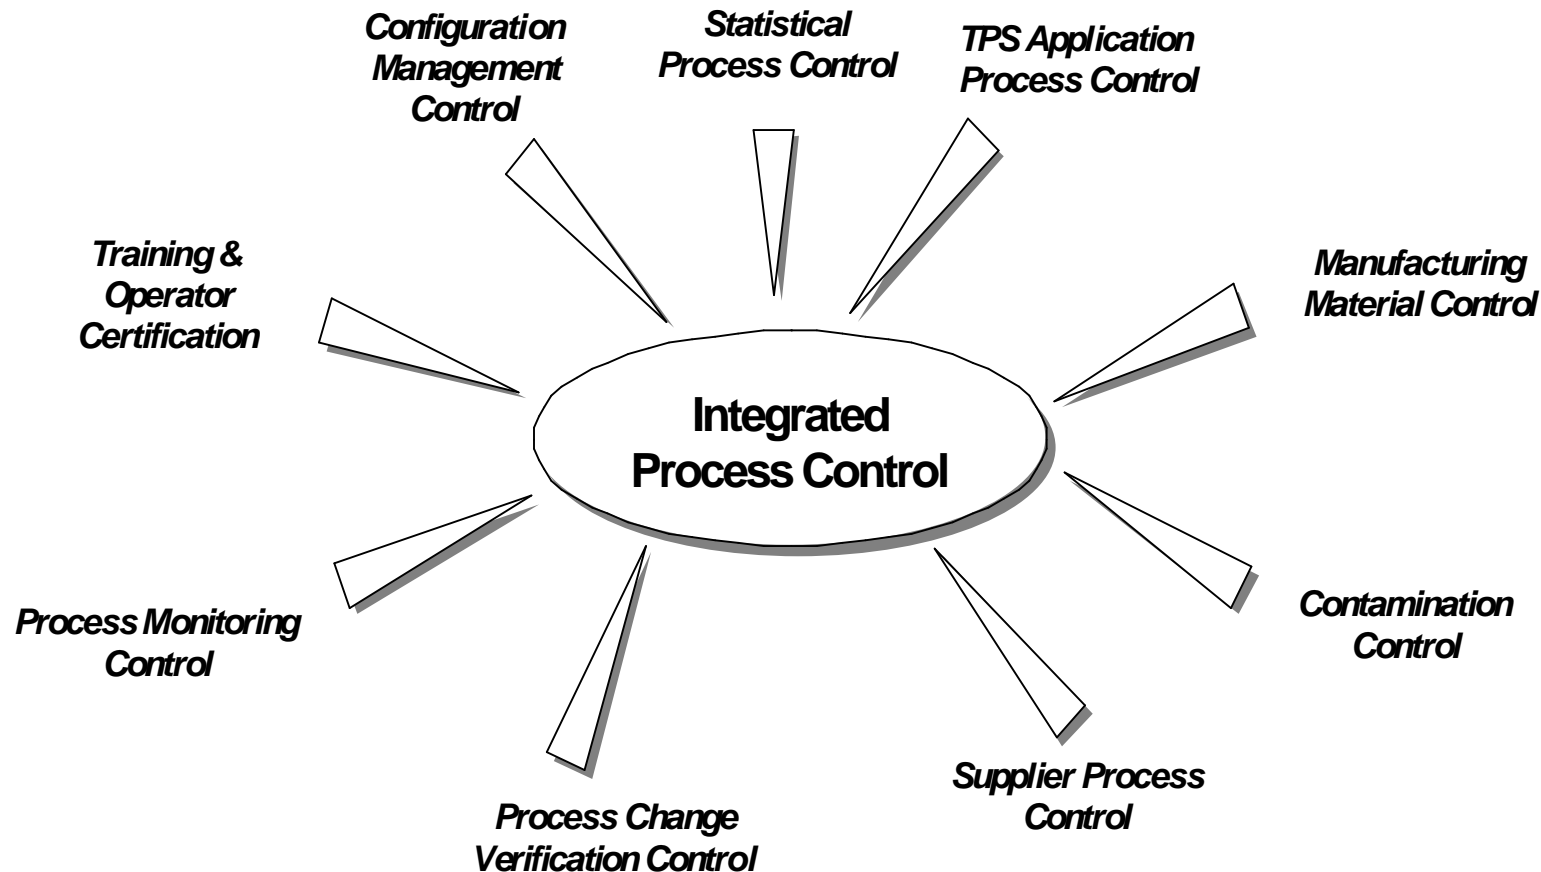 Configuration
Management
Control
Statistical
Process Control
TPS Application
Process Control
Training &
Operator
Certification
Manufacturing
Material Control
Integrated
Process Control
Process Monitoring
Control
Contamination
Control
Process Change
Verification Control
Supplier Process
Control